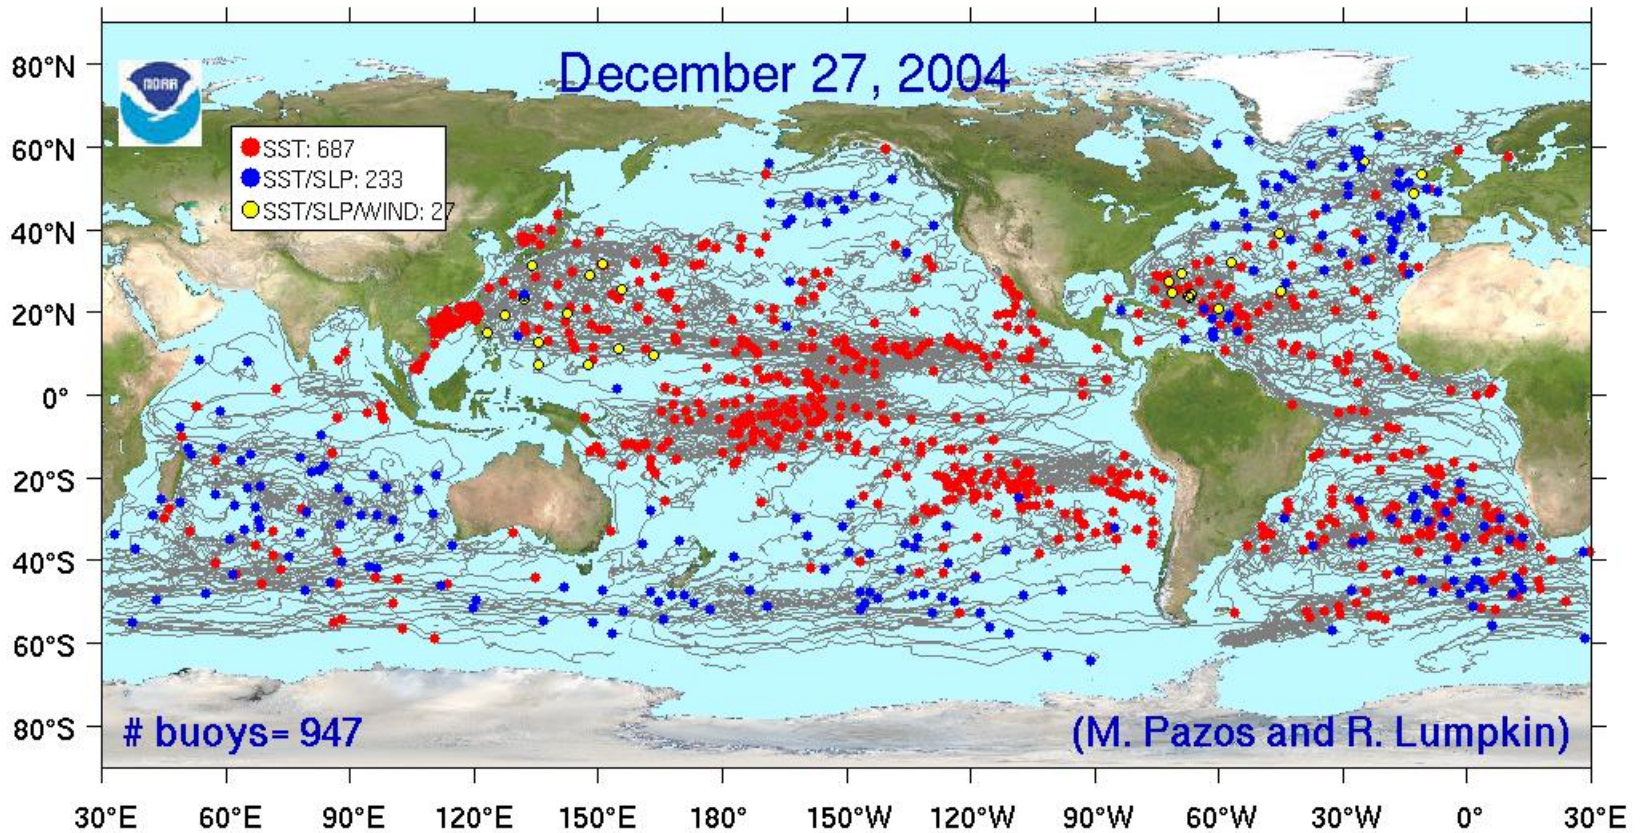 December 27, 2004
80°N
NOAA
60°N
SST: 687
SST/SLP: 233
SST/SLP/WIND: 27
40°N
20°N
0°
20°S
40°S
60°S
80°S
# buoys= 947
(M. Pazos and R. Lumpkin)
30°E 60°E 90°E 120°E 150°E 180° 150°W 120°W 90°W 60°W 30°W 0° 30°E